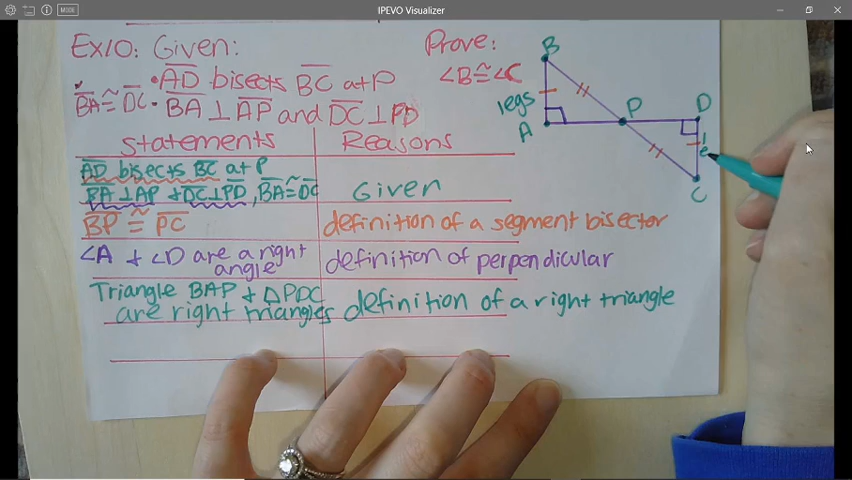 IPEVO Visualizer
Ex10: Given:
Prove:
• AD bisects BC at P
∠B ≅ ∠C
BA ≅ DC • BA ⊥ AP and DC ⊥ PD
Statements
Reasons
AD bisects BC at P
BA ⊥ AP + DC ⊥ PD, BA ≅ DC
Given
BP ≅ PC
definition of a segment bisector
∠A + ∠D are a right
angle
definition of perpendicular
Triangle BAP + △PDC
are right triangles
definition of a right triangle
B
legs
A
P
D
le
C